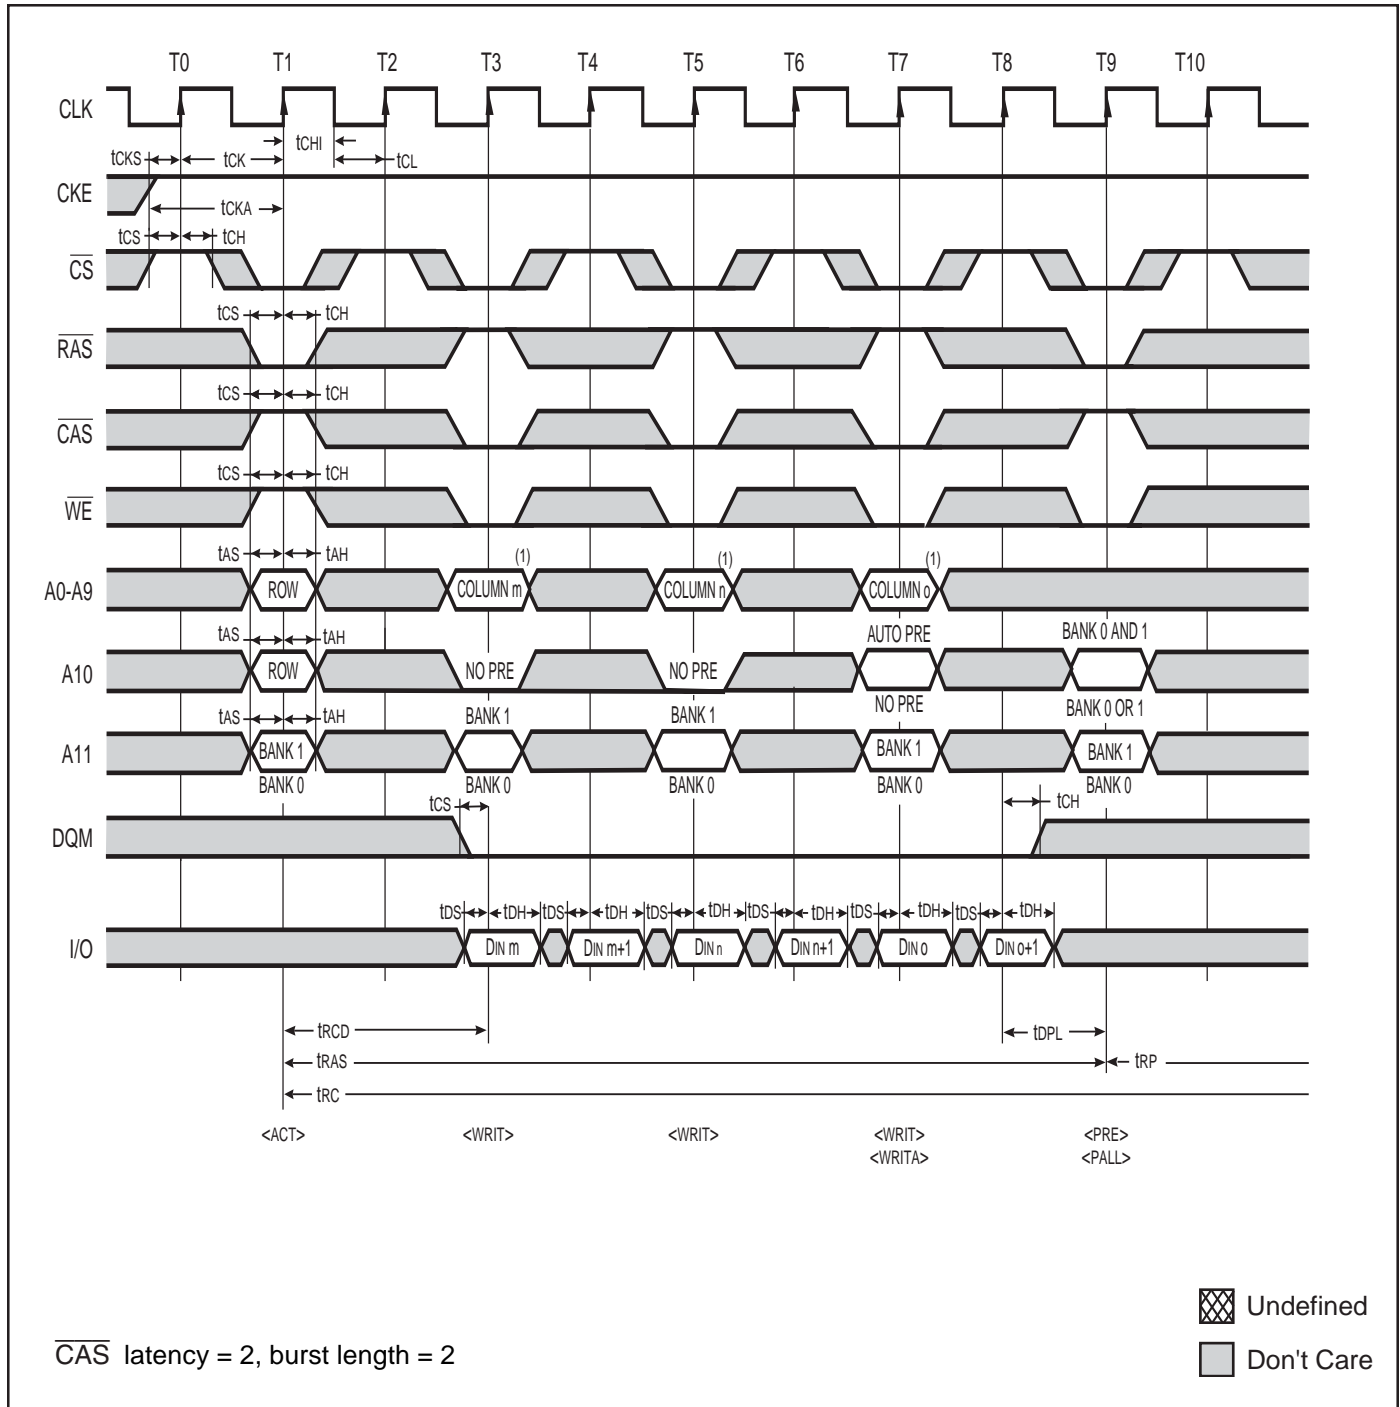 T0 T1 T2 T3 T4 T5 T6 T7 T8 T9 T10
CLK
tCHI
tCKS tCK tCL
CKE
tCKA
tCS tCH
CS
tCS tCH
RAS
tCS tCH
CAS
tCS tCH
WE
tAS tAH (1) (1) (1)
A0-A9 ROW COLUMN m COLUMN n COLUMN o
tAS tAH AUTO PRE BANK 0 AND 1
A10 ROW NO PRE NO PRE
NO PRE BANK 0 OR 1
tAS tAH BANK 1 BANK 1
A11 BANK 1 BANK 1 BANK 1
BANK 0 BANK 0 BANK 0 BANK 0 BANK 0
tCS tCH
DQM
tDS tDH tDS tDH tDS tDH tDS tDH tDS tDH tDS tDH
I/O DIN m DIN m+1 DIN n DIN n+1 DIN o DIN o+1
tRCD tDPL
tRAS tRP
tRC
<ACT> <WRIT> <WRIT> <WRIT> <PRE>
<WRITA> <PALL>
Undefined
CAS latency = 2, burst length = 2
Don't Care